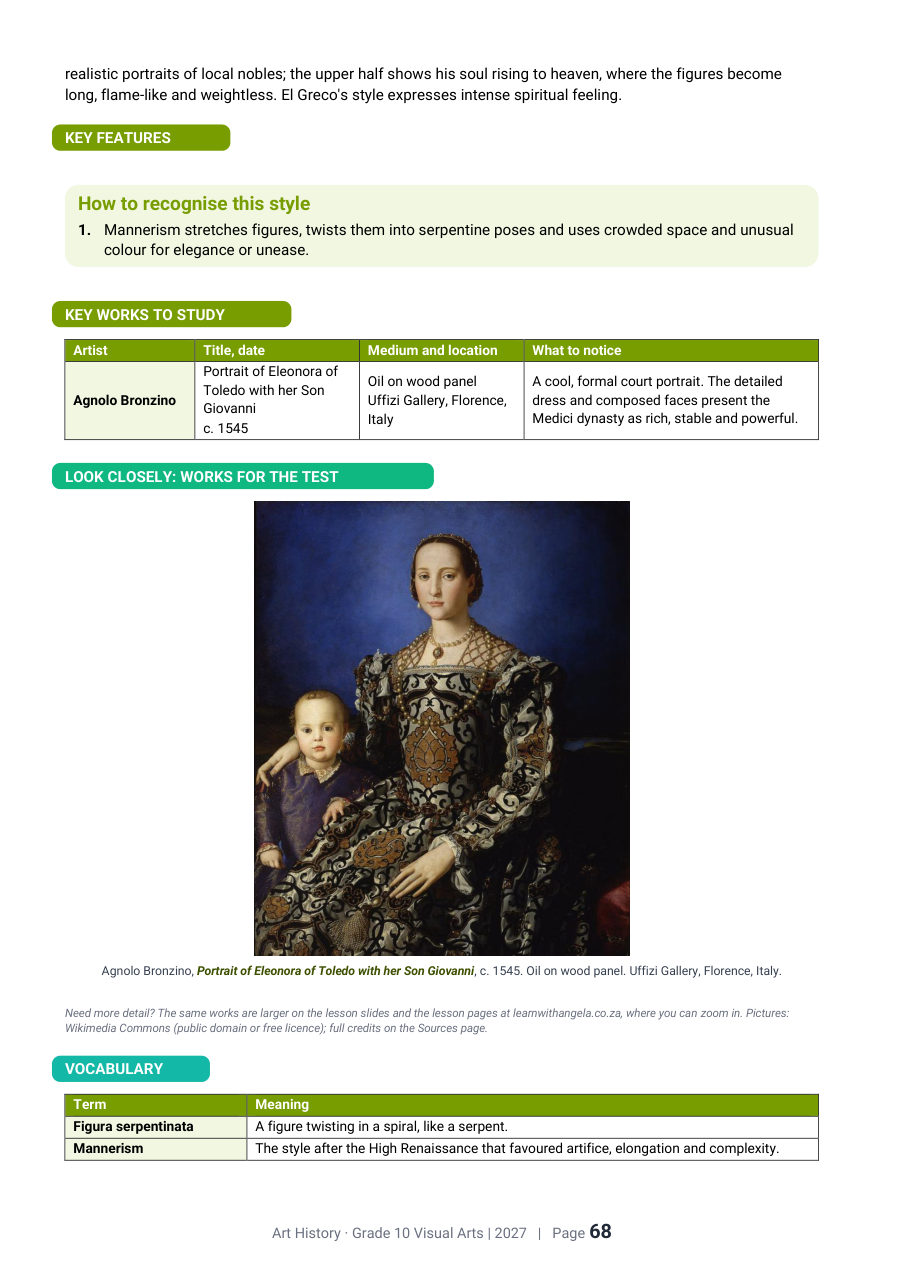 realistic portraits of local nobles; the upper half shows his soul rising to heaven, where the figures become
long, flame-like and weightless. El Greco's style expresses intense spiritual feeling.
KEY FEATURES
How to recognise this style
1. Mannerism stretches figures, twists them into serpentine poses and uses crowded space and unusual
colour for elegance or unease.
KEY WORKS TO STUDY
Artist Title, date Medium and location What to notice
Agnolo Bronzino
Portrait of Eleonora of
Toledo with her Son
Giovanni
c. 1545
Oil on wood panel
Uffizi Gallery, Florence,
Italy
A cool, formal court portrait. The detailed
dress and composed faces present the
Medici dynasty as rich, stable and powerful.
LOOK CLOSELY: WORKS FOR THE TEST
Agnolo Bronzino, Portrait of Eleonora of Toledo with her Son Giovanni, c. 1545. Oil on wood panel. Uffizi Gallery, Florence, Italy.
Need more detail? The same works are larger on the lesson slides and the lesson pages at learnwithangela.co.za, where you can zoom in. Pictures:
Wikimedia Commons (public domain or free licence); full credits on the Sources page.
VOCABULARY
Term Meaning
Figura serpentinata A figure twisting in a spiral, like a serpent.
Mannerism The style after the High Renaissance that favoured artifice, elongation and complexity.
Art History · Grade 10 Visual Arts | 2027 | Page 68